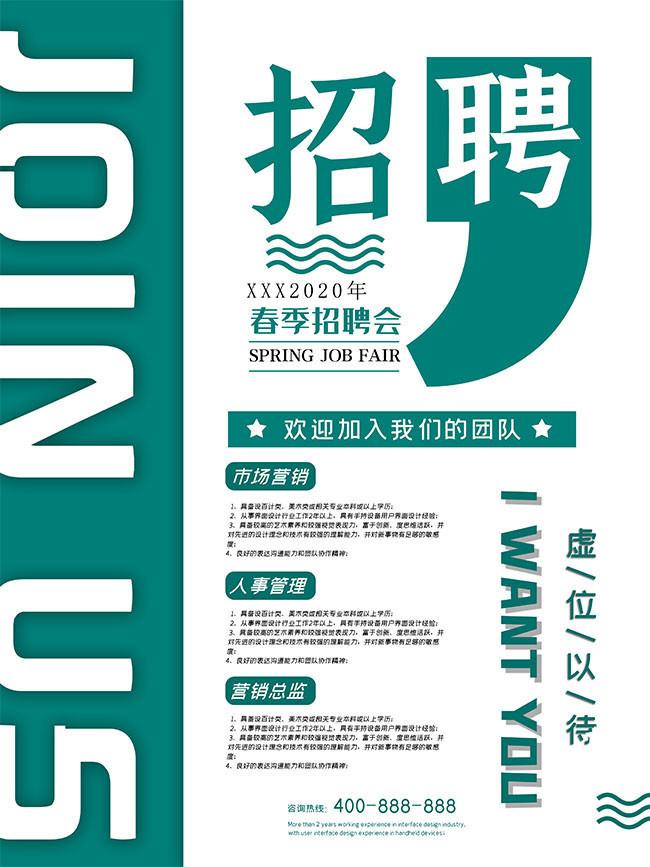 JOIN US
招聘
XXX2020年
春季招聘会
SPRING JOB FAIR
★ 欢迎加入我们的团队 ★
市场营销
1、具备设百计类、美术类或相关专业本科或以上学历；
2、从事界面设计行业工作2年以上，具有手持设备用户界面设计经验；
3、具备较高的艺术素养和较强视觉表现力，富于创新、度思维活跃，并
对先进的设计理念和技术有较强的理解能力，并对新事物有足够的敏感
度；
4、良好的表达沟通能力和团队协作精神；
人事管理
1、具备设百计类、美术类或相关专业本科或以上学历；
2、从事界面设计行业工作2年以上，具有手持设备用户界面设计经验；
3、具备较高的艺术素养和较强视觉表现力，富于创新、度思维活跃，并
对先进的设计理念和技术有较强的理解能力，并对新事物有足够的敏感
度；
4、良好的表达沟通能力和团队协作精神；
营销总监
1、具备设百计类、美术类或相关专业本科或以上学历；
2、从事界面设计行业工作2年以上，具有手持设备用户界面设计经验；
3、具备较高的艺术素养和较强视觉表现力，富于创新、度思维活跃，并
对先进的设计理念和技术有较强的理解能力，并对新事物有足够的敏感
度；
4、良好的表达沟通能力和团队协作精神；
I WANT YOU
虚/位/以/待
咨询热线：400-888-888
More than 2 years working experience in interface design industry,
with user interface design experience in handheld devices;